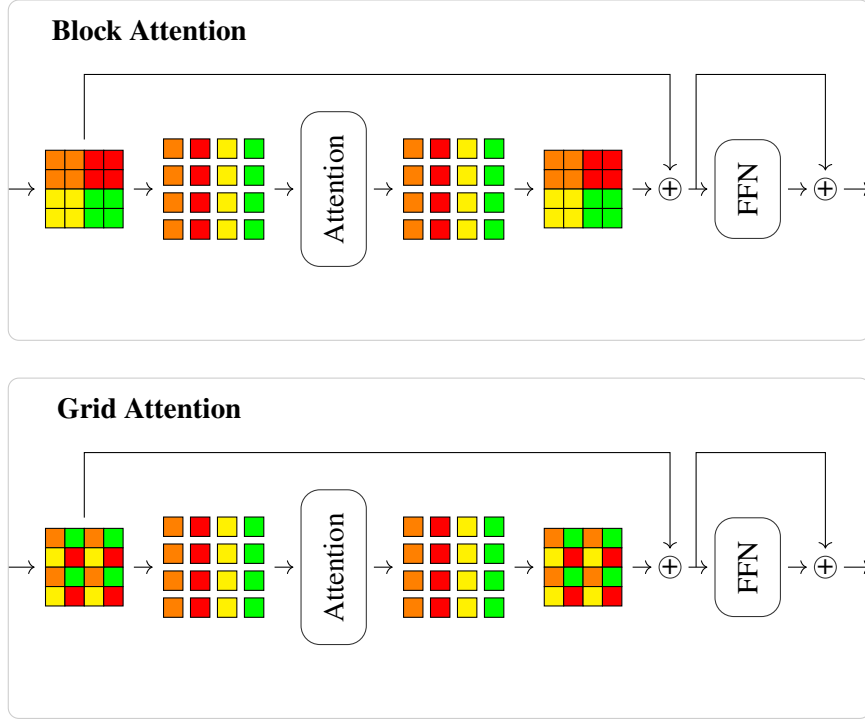 Block Attention
Attention
FFN
Grid Attention
Attention
FFN